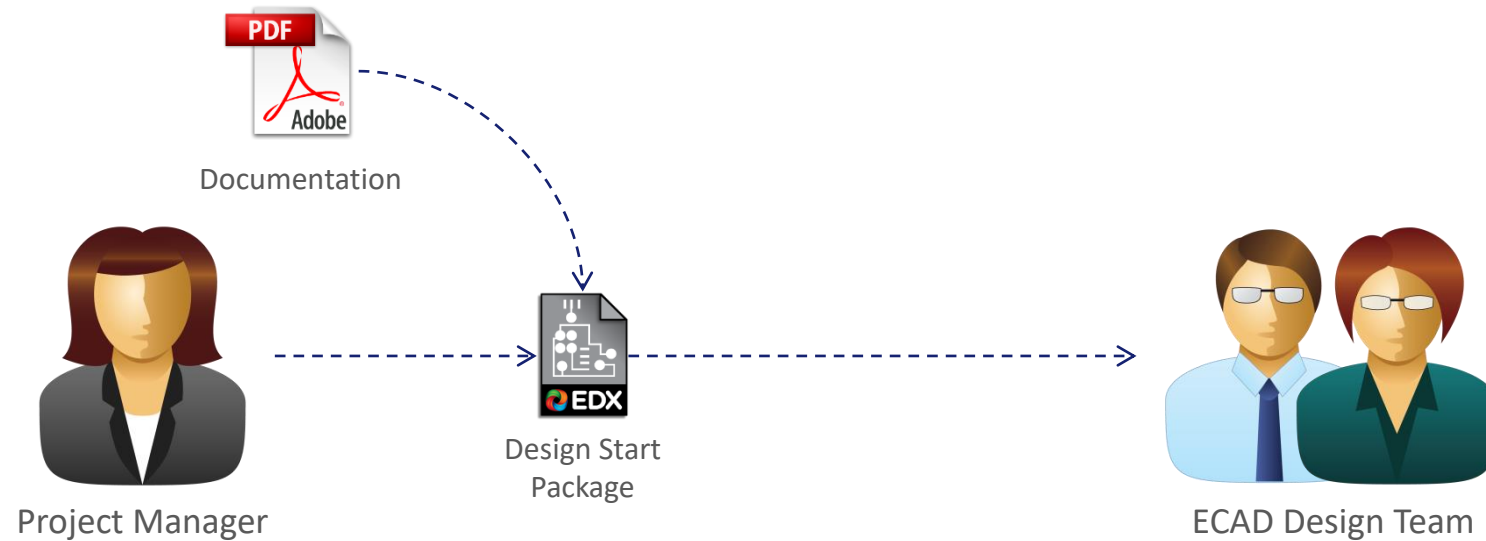 PDF
Adobe
Documentation
EDX
Design Start
Package
Project Manager
ECAD Design Team